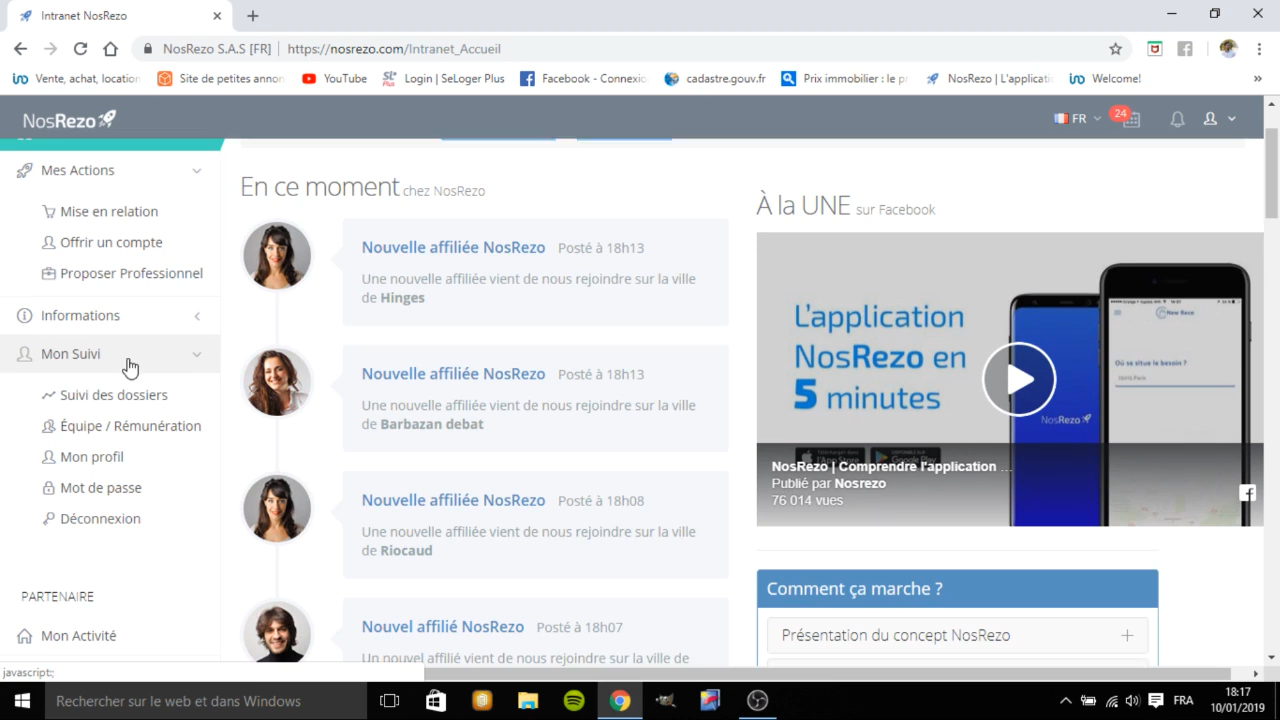 Intranet NosRezo
NosRezo S.A.S [FR] https://nosrezo.com/Intranet_Accueil
Vente, achat, location Site de petites annon YouTube Login | SeLoger Plus Facebook - Connexio cadastre.gouv.fr Prix immobilier : le p NosRezo | L'applicati Welcome! »
NosRezo
FR 24
Mes Actions
Mise en relation
Offrir un compte
Proposer Professionnel
Informations
Mon Suivi
Suivi des dossiers
Équipe / Rémunération
Mon profil
Mot de passe
Déconnexion
PARTENAIRE
Mon Activité
En ce moment chez NosRezo
Nouvelle affiliée NosRezo Posté à 18h13
Une nouvelle affiliée vient de nous rejoindre sur la ville
de Hinges
Nouvelle affiliée NosRezo Posté à 18h13
Une nouvelle affiliée vient de nous rejoindre sur la ville
de Barbazan debat
Nouvelle affiliée NosRezo Posté à 18h08
Une nouvelle affiliée vient de nous rejoindre sur la ville
de Riocaud
Nouvel affilié NosRezo Posté à 18h07
Un nouvel affilié vient de nous rejoindre sur la ville de
À la UNE sur Facebook
L'application
NosRezo en
5 minutes
Où se situe le besoin ?
NosRezo
NosRezo | Comprendre l'application ...
Publié par Nosrezo
76 014 vues
Comment ça marche ?
Présentation du concept NosRezo
javascript:;
Rechercher sur le web et dans Windows
FRA
18:17
10/01/2019